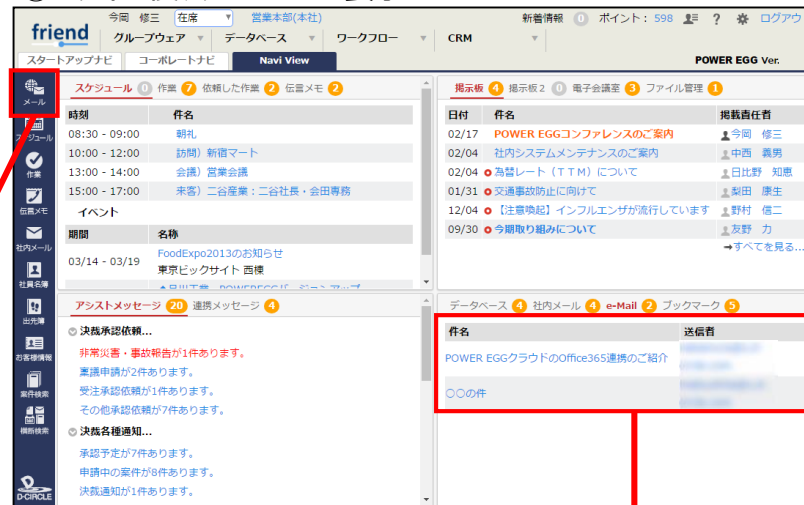 今岡 修三 在席 営業本部(本社) 新着情報 0 ポイント: 598 ? ログアウ
friend グループウェア データベース ワークフロー CRM
スタートアップナビ コーポレートナビ Navi View POWER EGG Ver.
メール
スケジュール
作業
伝言メモ
社内メール
社員名簿
出先簿
お客様情報
案件検索
横断検索
D-CIRCLE
スケジュール 0 作業 7 依頼した作業 2 伝言メモ 2
時刻 件名
08:30 - 09:00 朝礼
10:00 - 12:00 訪問）新宿マート
13:00 - 14:00 会議）営業会議
15:00 - 17:00 来客）二谷産業：二谷社長・会田専務
イベント
期間 名称
03/14 - 03/19 FoodExpo2013のお知らせ
東京ビックサイト 西棟
掲示板 4 掲示板２ 0 電子会議室 3 ファイル管理 1
日付 件名 掲載責任者
02/17 POWER EGGコンファレンスのご案内 今岡 修三
02/04 社内システムメンテナンスのご案内 中西 義男
02/04 為替レート（ＴＴＭ）について 日比野 知恵
01/31 交通事故防止に向けて 梨田 康生
12/04 【注意喚起】インフルエンザが流行しています 野村 信二
09/30 今期取り組みについて 友野 力
→すべてを見る...
アシストメッセージ 20 連携メッセージ 4
決裁承認依頼...
非常災害・事故報告が1件あります。
稟議申請が2件あります。
受注承認依頼が1件あります。
その他承認依頼が7件あります。
決裁各種通知...
承認予定が7件あります。
申請中の案件が8件あります。
決裁通知が1件あります。
データベース 4 社内メール 4 e-Mail 2 ブックマーク 5
件名 送信者
POWER EGGクラウドのOffice365連携のご紹介
○○の件